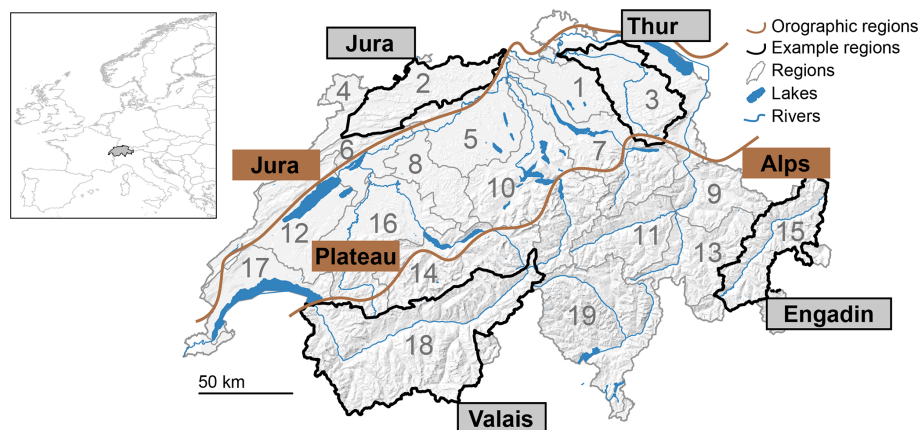 Thur
Orographic regions
Example regions
Regions
Lakes
Rivers
Jura
2
4
1
3
5
6
7
8
Jura
Alps
9
10
12
16
15
11
13
Plateau
17
14
19
Engadin
18
50 km
Valais